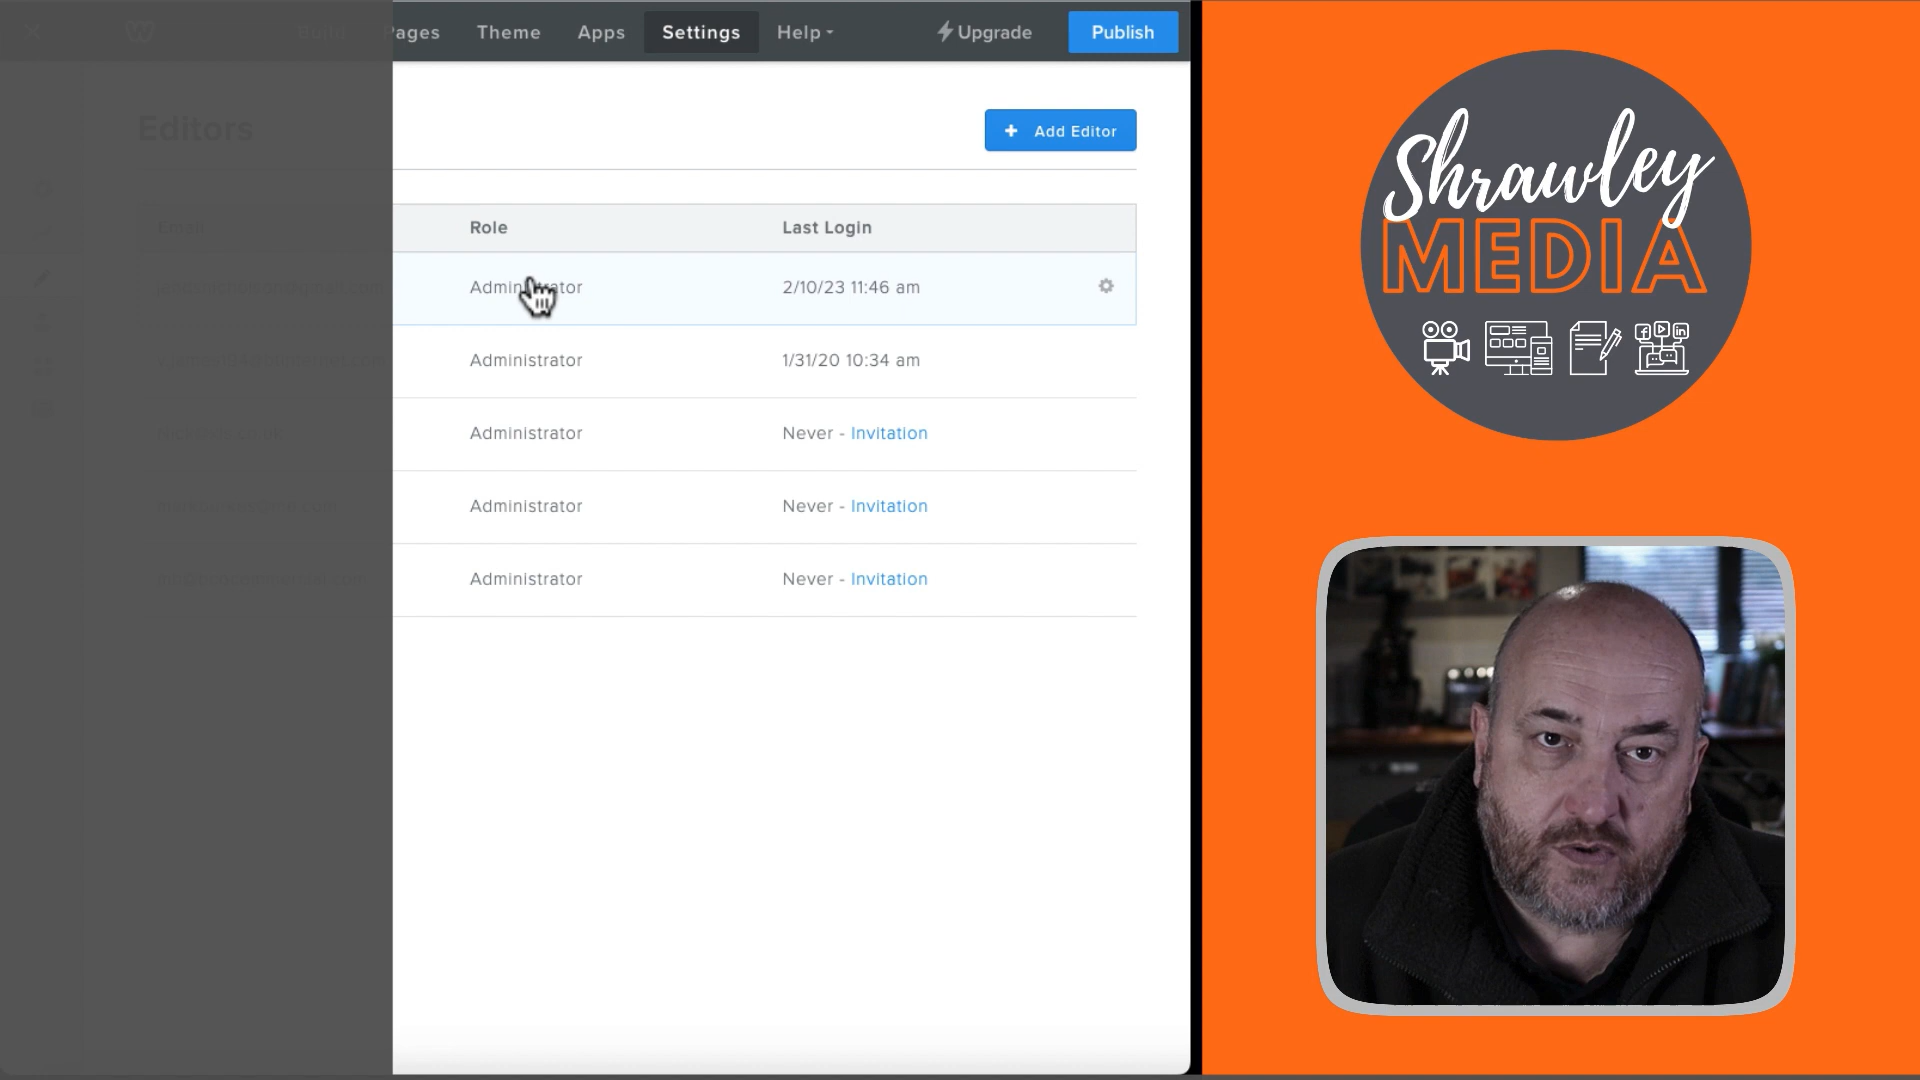 Build Pages Theme Apps Settings Help Upgrade Publish
Editors
+ Add Editor
Email Role Last Login
Administrator 2/10/23 11:46 am
Administrator 1/31/20 10:34 am
Administrator Never - Invitation
Administrator Never - Invitation
Administrator Never - Invitation
Shrawley
MEDIA